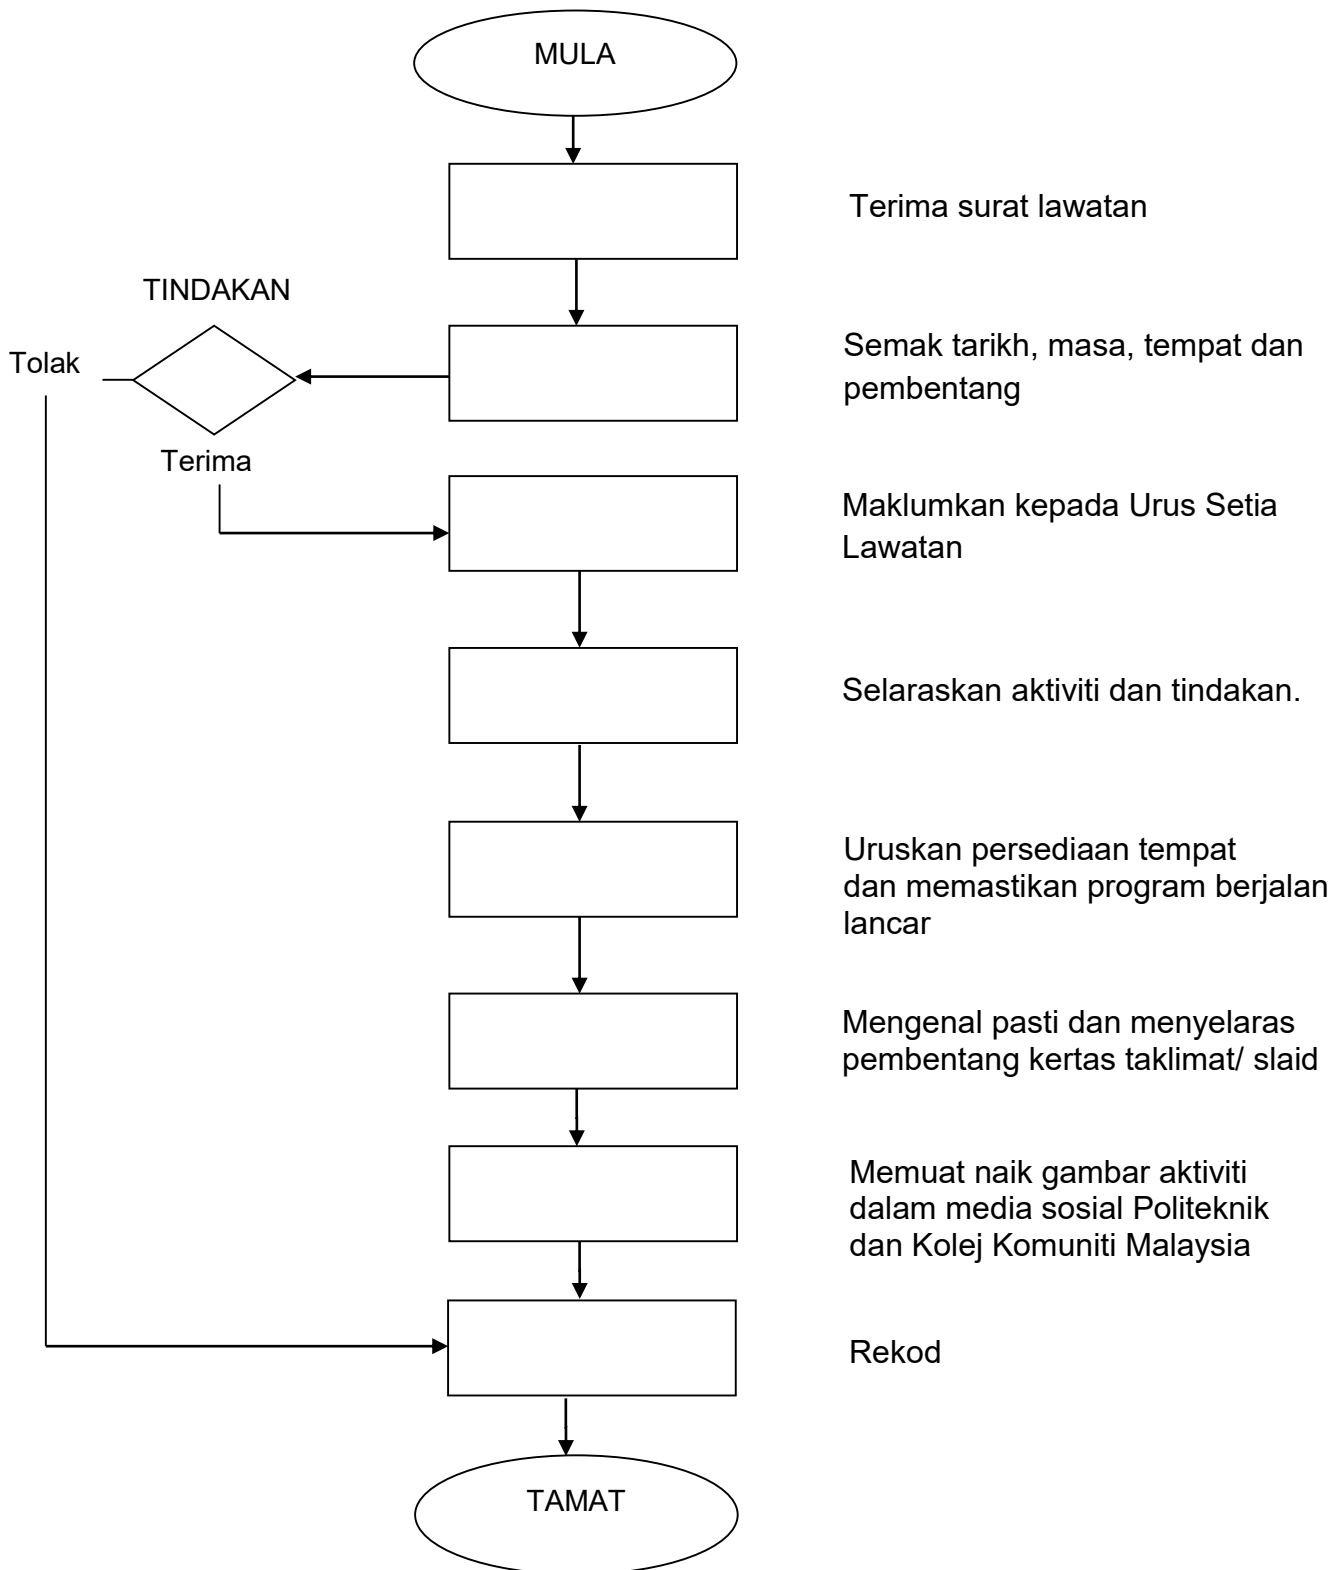 MULA
Terima surat lawatan
TINDAKAN
Tolak
Semak tarikh, masa, tempat dan
pembentang
Terima
Maklumkan kepada Urus Setia
Lawatan
Selaraskan aktiviti dan tindakan.
Uruskan persediaan tempat
dan memastikan program berjalan
lancar
Mengenal pasti dan menyelaras
pembentang kertas taklimat/ slaid
Memuat naik gambar aktiviti
dalam media sosial Politeknik
dan Kolej Komuniti Malaysia
Rekod
TAMAT